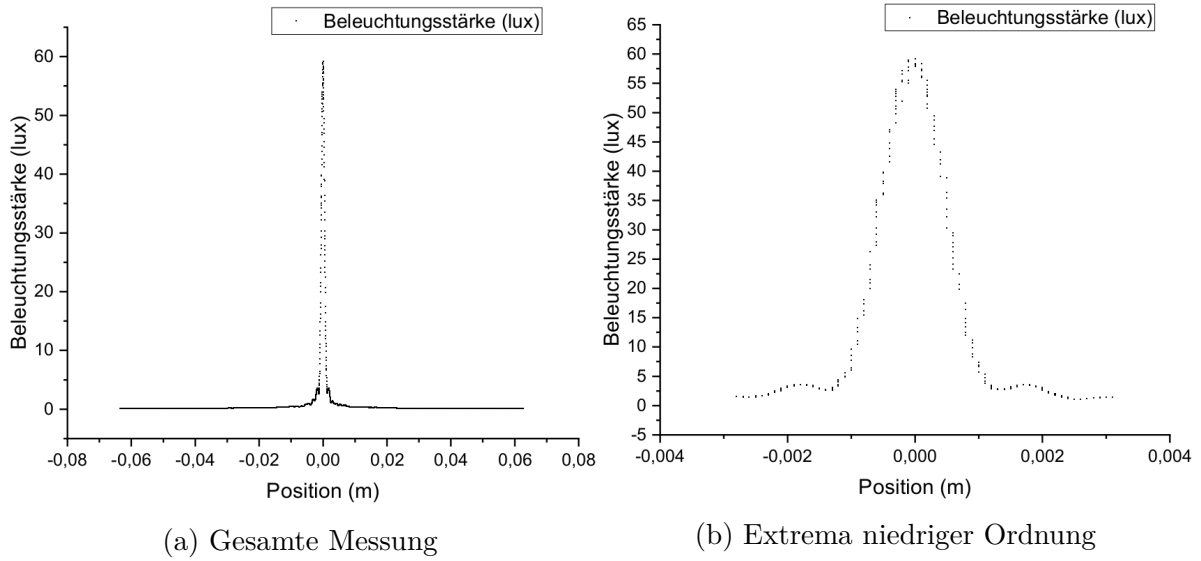 Beleuchtungsstärke (lux)
60
50
40
30
20
10
0
Beleuchtungsstärke (lux)
-0,08 -0,06 -0,04 -0,02 0,00 0,02 0,04 0,06 0,08
Position (m)
(a) Gesamte Messung
Beleuchtungsstärke (lux)
65
60
55
50
45
40
35
30
25
20
15
10
5
0
-5
Beleuchtungsstärke (lux)
-0,004 -0,002 0,000 0,002 0,004
Position (m)
(b) Extrema niedriger Ordnung